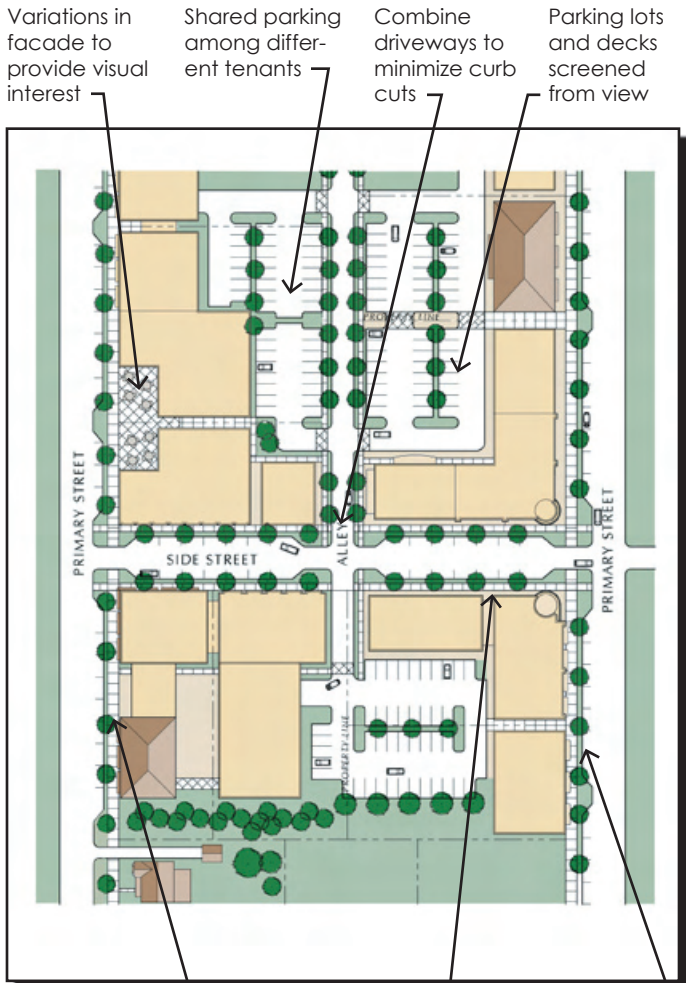 Variations in
facade to
provide visual
interest
Shared parking
among differ-
ent tenants
Combine
driveways to
minimize curb
cuts
Parking lots
and decks
screened
from view
PROPERTY LINE
PRIMARY STREET
SIDE STREET
ALLEY
PRIMARY STREET
PROPERTY LINE